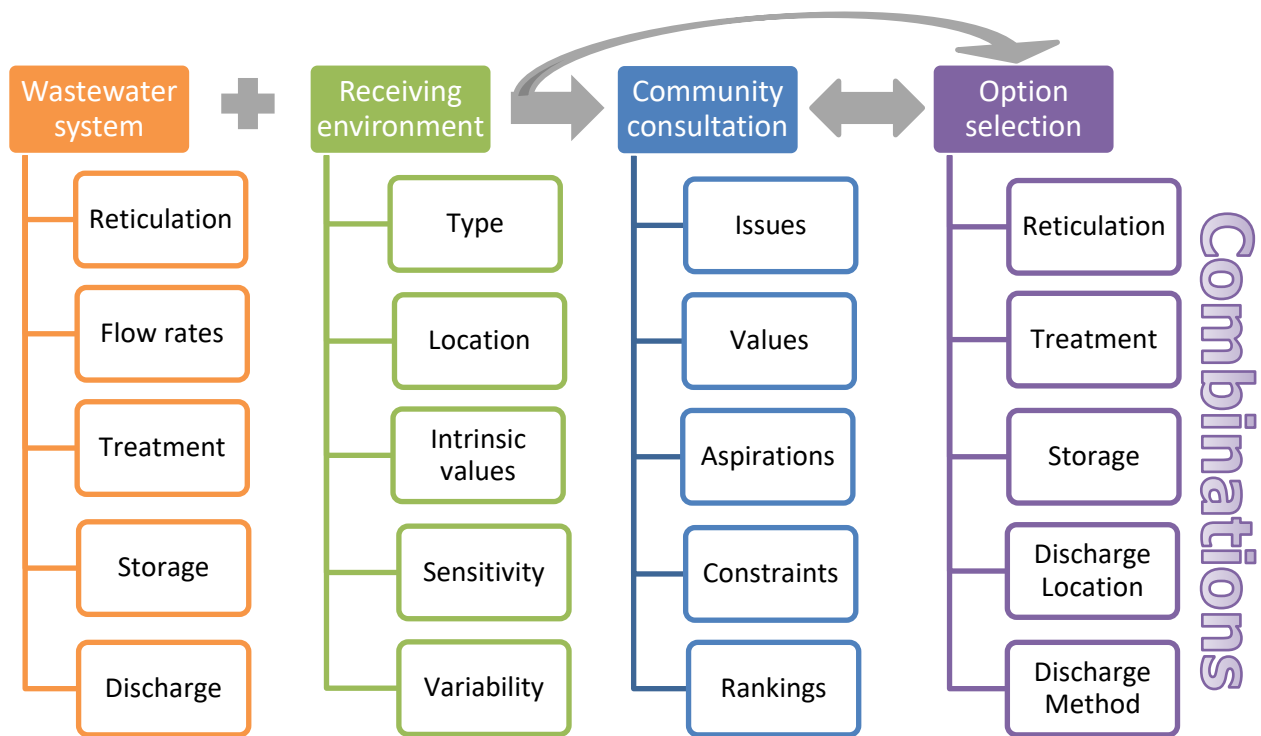 Wastewater
system
Reticulation
Flow rates
Treatment
Storage
Discharge
Receiving
environment
Type
Location
Intrinsic
values
Sensitivity
Variability
Community
consultation
Issues
Values
Aspirations
Constraints
Rankings
Option
selection
Reticulation
Treatment
Storage
Discharge
Location
Discharge
Method
Combinations